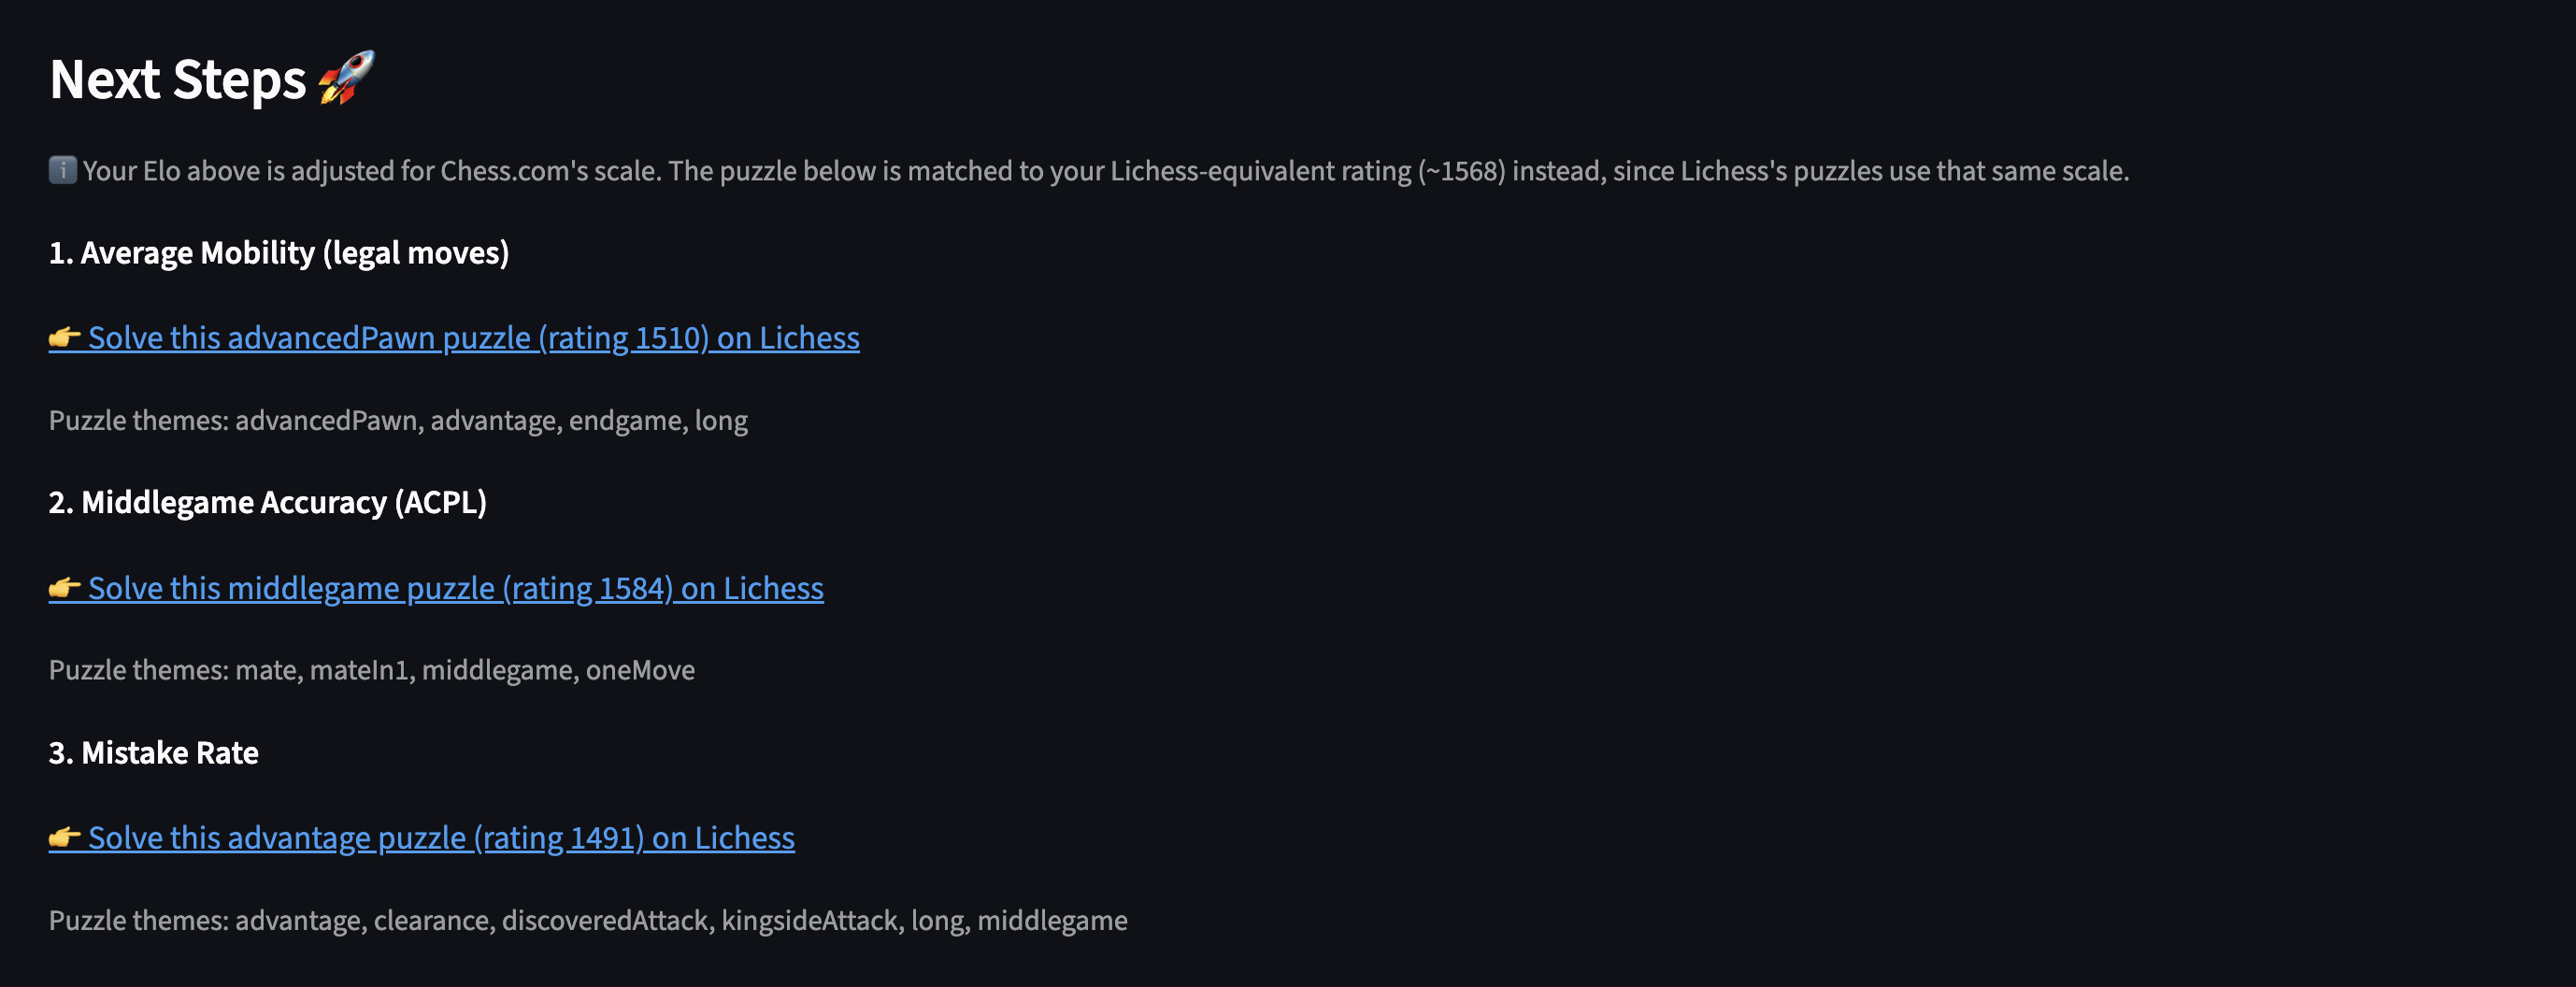 Next Steps 🚀
ℹ️ Your Elo above is adjusted for Chess.com's scale. The puzzle below is matched to your Lichess-equivalent rating (~1568) instead, since Lichess's puzzles use that same scale.
1. Average Mobility (legal moves)
👉 Solve this advancedPawn puzzle (rating 1510) on Lichess
Puzzle themes: advancedPawn, advantage, endgame, long
2. Middlegame Accuracy (ACPL)
👉 Solve this middlegame puzzle (rating 1584) on Lichess
Puzzle themes: mate, mateIn1, middlegame, oneMove
3. Mistake Rate
👉 Solve this advantage puzzle (rating 1491) on Lichess
Puzzle themes: advantage, clearance, discoveredAttack, kingsideAttack, long, middlegame